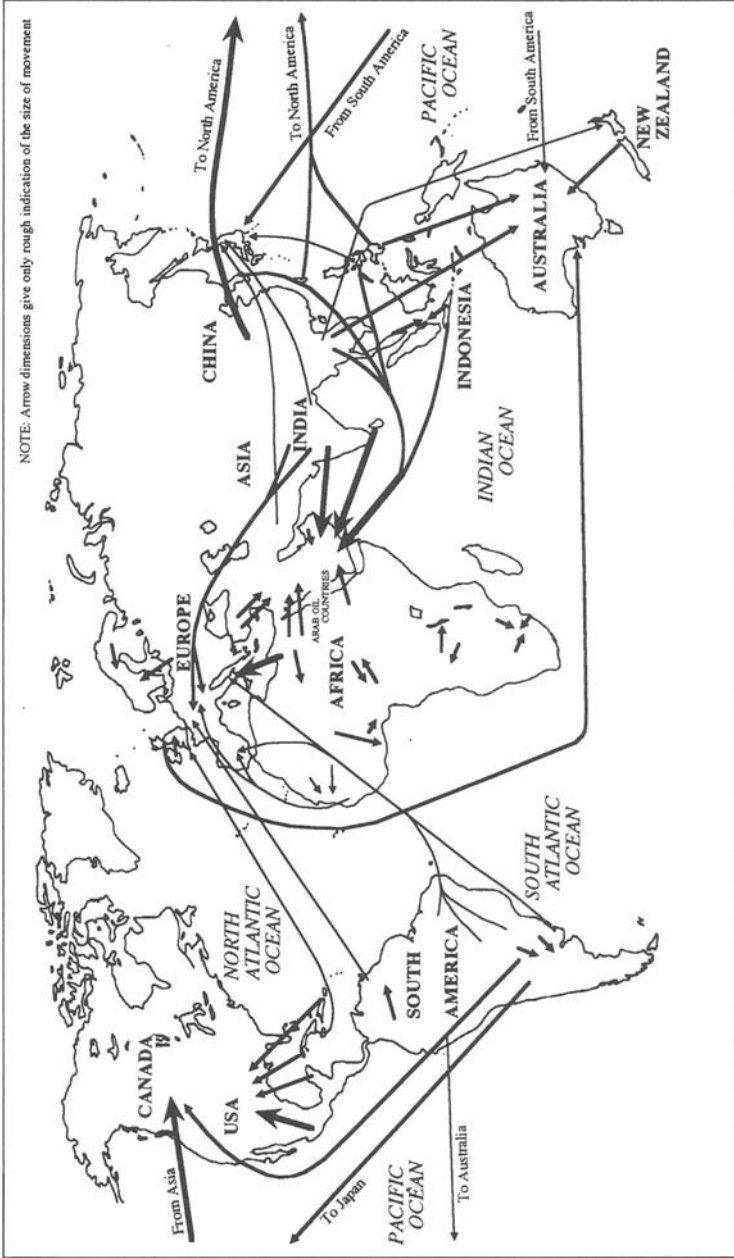 NOTE: Arrow dimensions give only rough indication of the size of movement
To North America
To North America
From South America
PACIFIC
OCEAN
From South America
NEW
ZEALAND
AUSTRALIA
CHINA
INDONESIA
INDIA
ASIA
INDIAN
OCEAN
EUROPE
ARAB OIL
COUNTRIES
AFRICA
SOUTH
ATLANTIC
OCEAN
NORTH
ATLANTIC
OCEAN
SOUTH
AMERICA
CANADA
USA
From Asia
To Japan
PACIFIC
OCEAN
To Australia